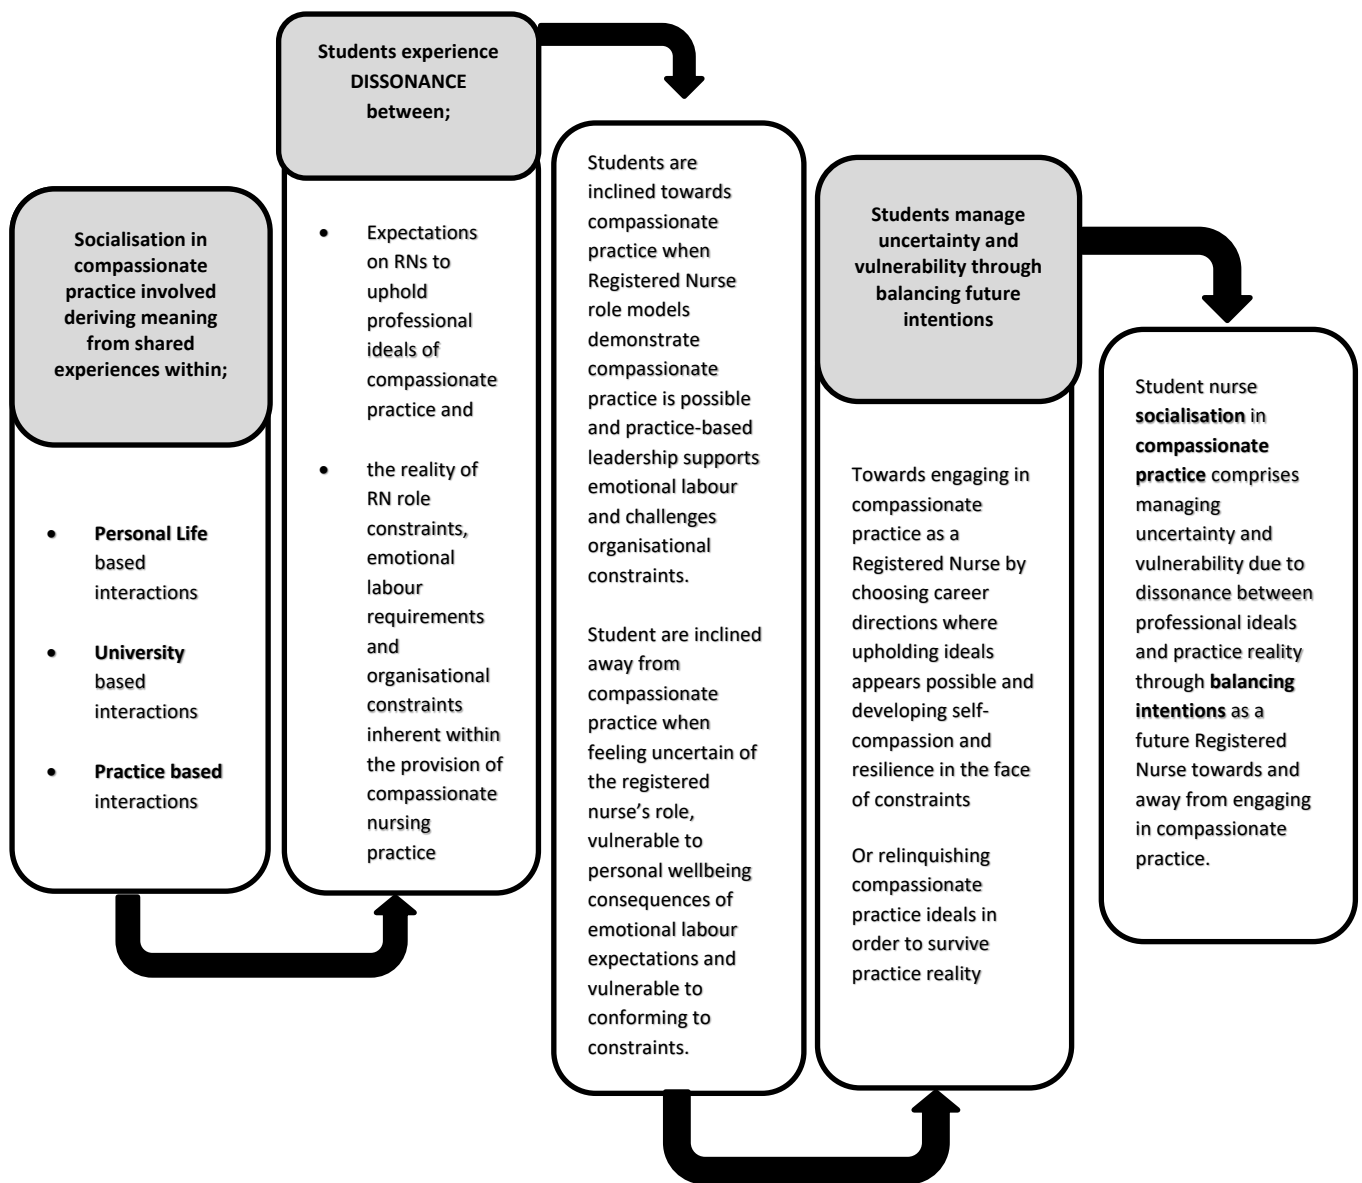 Socialisation in
compassionate
practice involved
deriving meaning
from shared
experiences within;
• Personal Life
based
interactions
• University
based
interactions
• Practice based
interactions
Students experience
DISSONANCE
between;
• Expectations
on RNs to
uphold
professional
ideals of
compassionate
practice and
• the reality of
RN role
constraints,
emotional
labour
requirements
and
organisational
constraints
inherent within
the provision of
compassionate
nursing
practice
Students are
inclined towards
compassionate
practice when
Registered Nurse
role models
demonstrate
compassionate
practice is possible
and practice-based
leadership supports
emotional labour
and challenges
organisational
constraints.
Student are inclined
away from
compassionate
practice when
feeling uncertain of
the registered
nurse’s role,
vulnerable to
personal wellbeing
consequences of
emotional labour
expectations and
vulnerable to
conforming to
constraints.
Students manage
uncertainty and
vulnerability through
balancing future
intentions
Towards engaging in
compassionate
practice as a
Registered Nurse by
choosing career
directions where
upholding ideals
appears possible and
developing self-
compassion and
resilience in the face
of constraints
Or relinquishing
compassionate
practice ideals in
order to survive
practice reality
Student nurse
socialisation in
compassionate
practice comprises
managing
uncertainty and
vulnerability due to
dissonance between
professional ideals
and practice reality
through balancing
intentions as a
future Registered
Nurse towards and
away from engaging
in compassionate
practice.